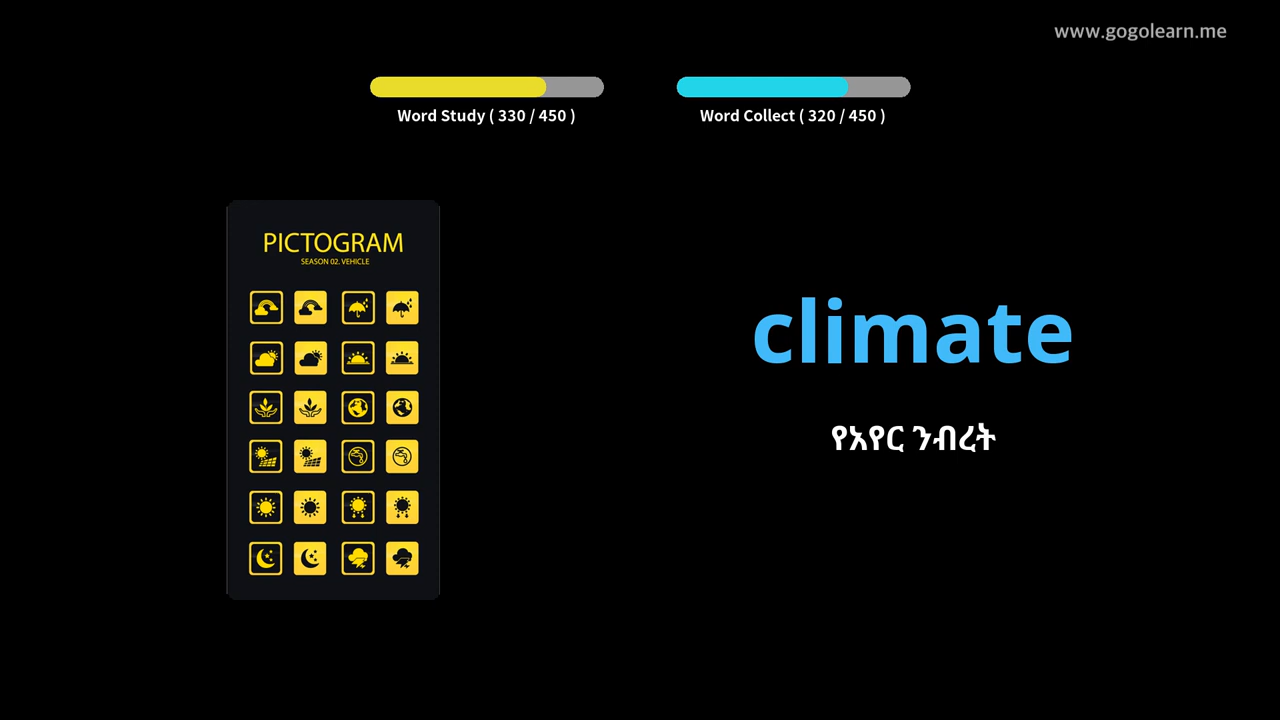 www.gogolearn.me
Word Study ( 330 / 450 )
Word Collect ( 320 / 450 )
PICTOGRAM
SEASON 02. VEHICLE
climate
የአየር ንብረት